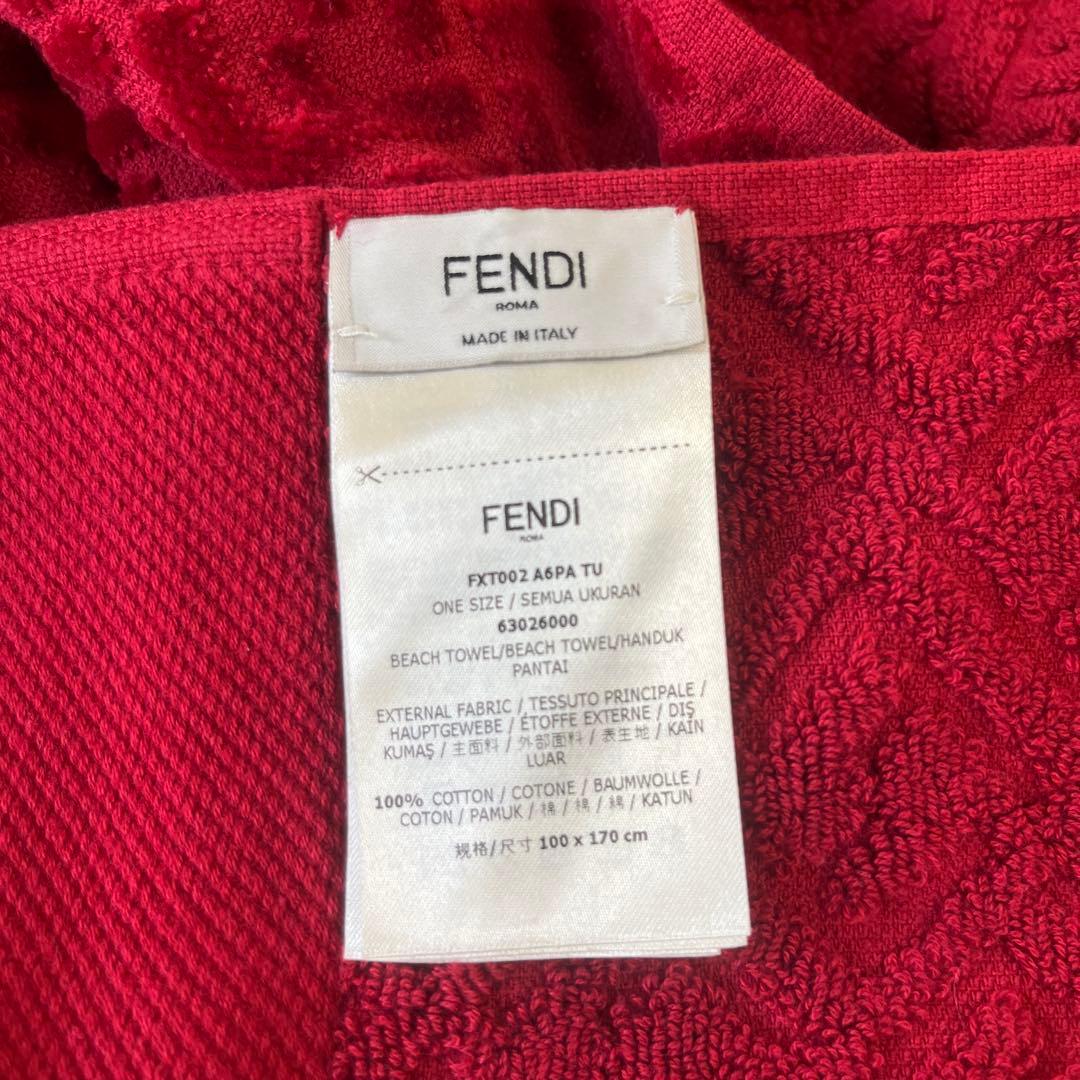 FENDI
ROMA
MADE IN ITALY
FENDI
ROMA
FXT002 A6PA TU
ONE SIZE / SEMUA UKURAN
63026000
BEACH TOWEL/BEACH TOWEL/HANDUK
PANTAI
EXTERNAL FABRIC / TESSUTO PRINCIPALE /
HAUPTGEWEBE / ÉTOFFE EXTERNE / DIŞ
KUMAŞ / 主面料 / 外部面料 / 表生地 / KAIN
LUAR
100% COTTON / COTONE / BAUMWOLLE /
COTON / PAMUK / 棉 / 棉 / 綿 / KATUN
规格/尺寸 100 x 170 cm